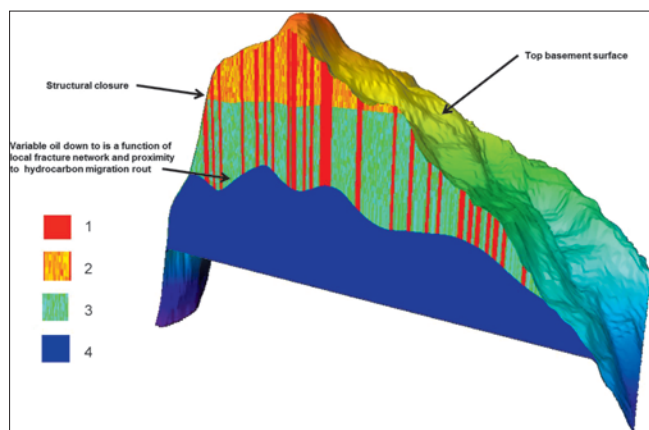 Top basement surface
Structural closure
Variable oil down to is a function of
local fracture network and proximity
to hydrocarbon migration rout
1
2
3
4